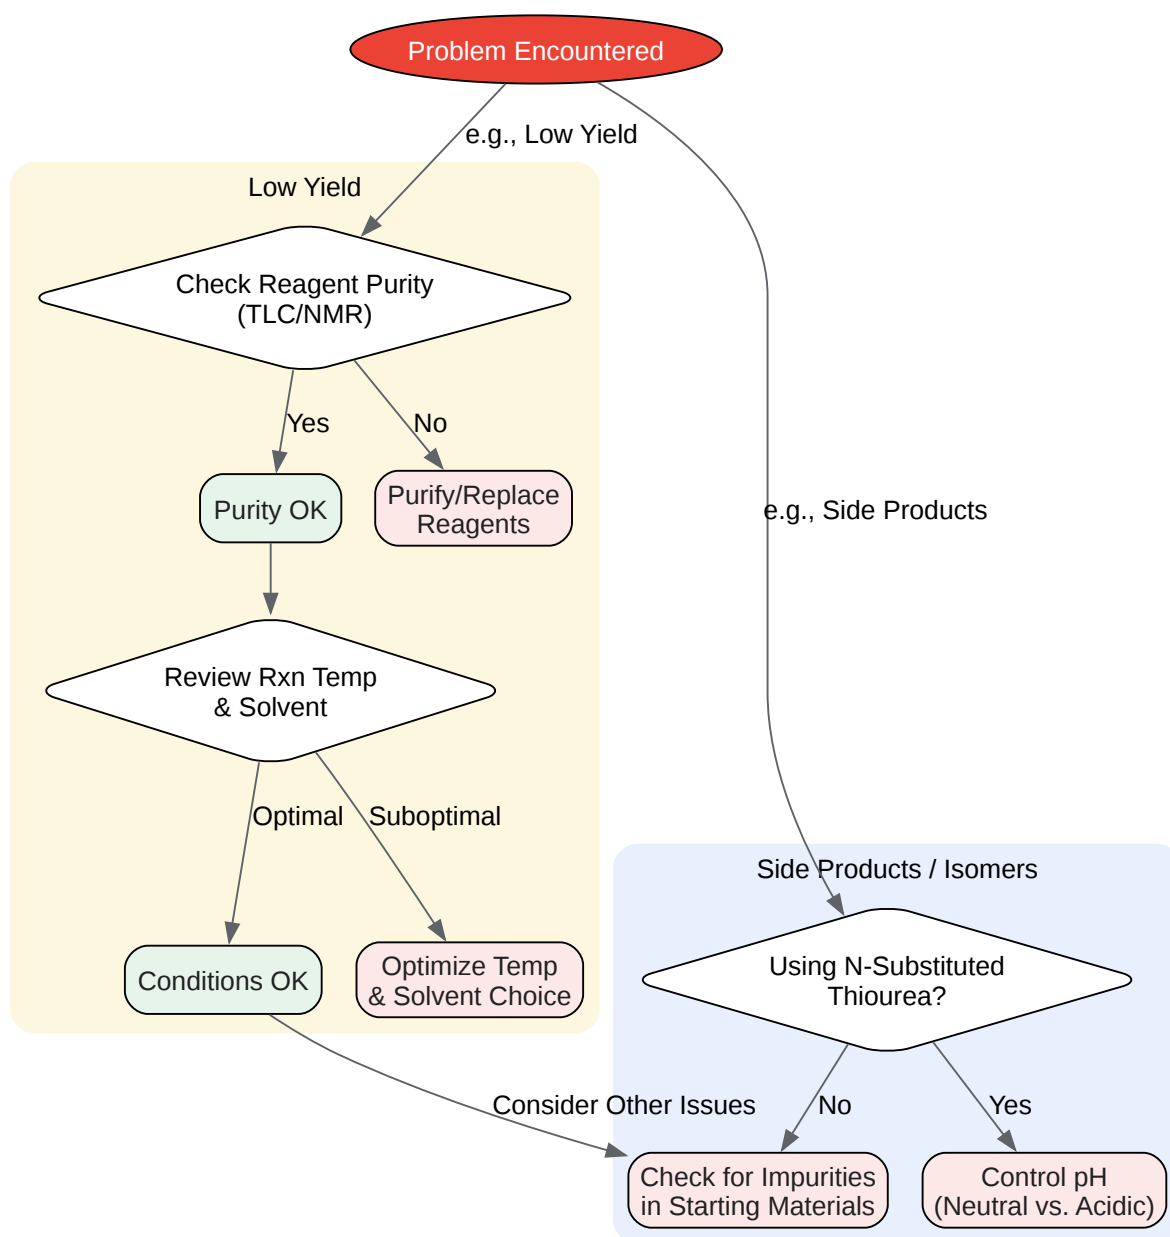 Problem Encountered
e.g., Low Yield
Low Yield
Check Reagent Purity
(TLC/NMR)
Yes
No
Purity OK
Purify/Replace
Reagents
e.g., Side Products
Review Rxn Temp
& Solvent
Optimal
Suboptimal
Side Products / Isomers
Conditions OK
Optimize Temp
& Solvent Choice
Using N-Substituted
Thiourea?
Consider Other Issues
No
Yes
Check for Impurities
in Starting Materials
Control pH
(Neutral vs. Acidic)